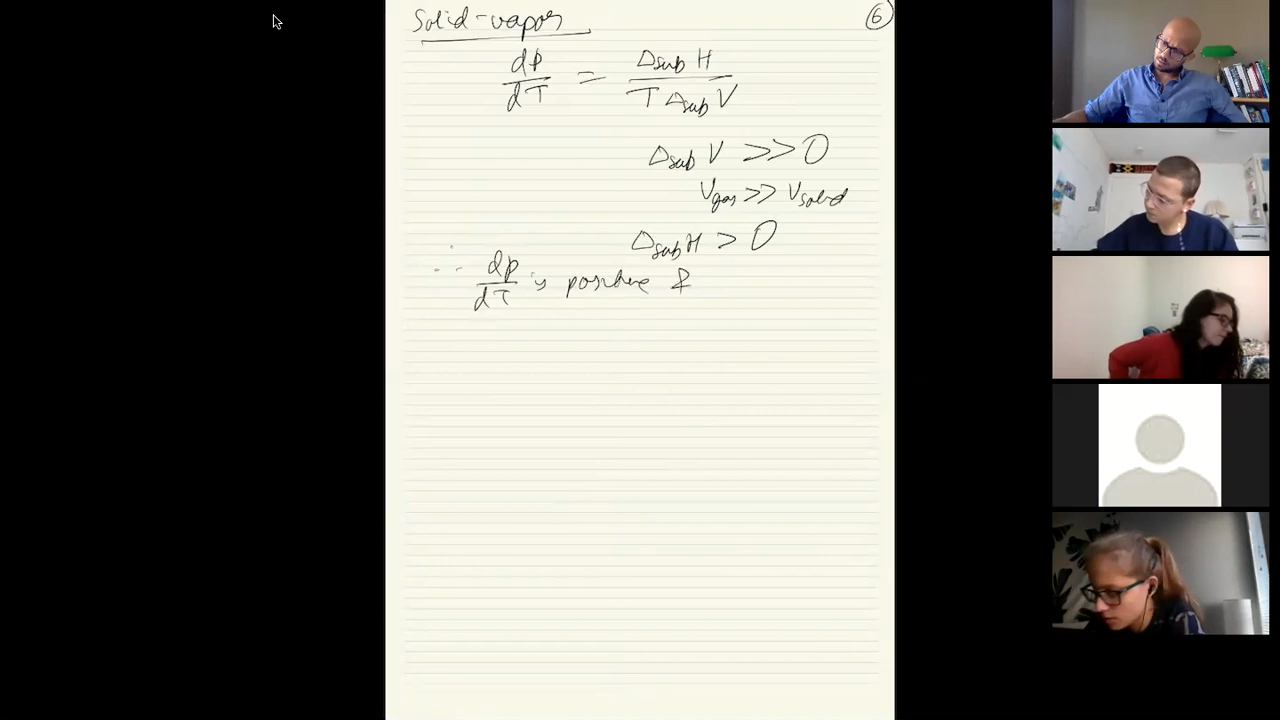 Solid-vapor
6
dp/dT = Δsub H / T Δsub V
Δsub V >> 0
Vgas >> Vsolid
Δsub H > 0
∴ dp/dT is positive &